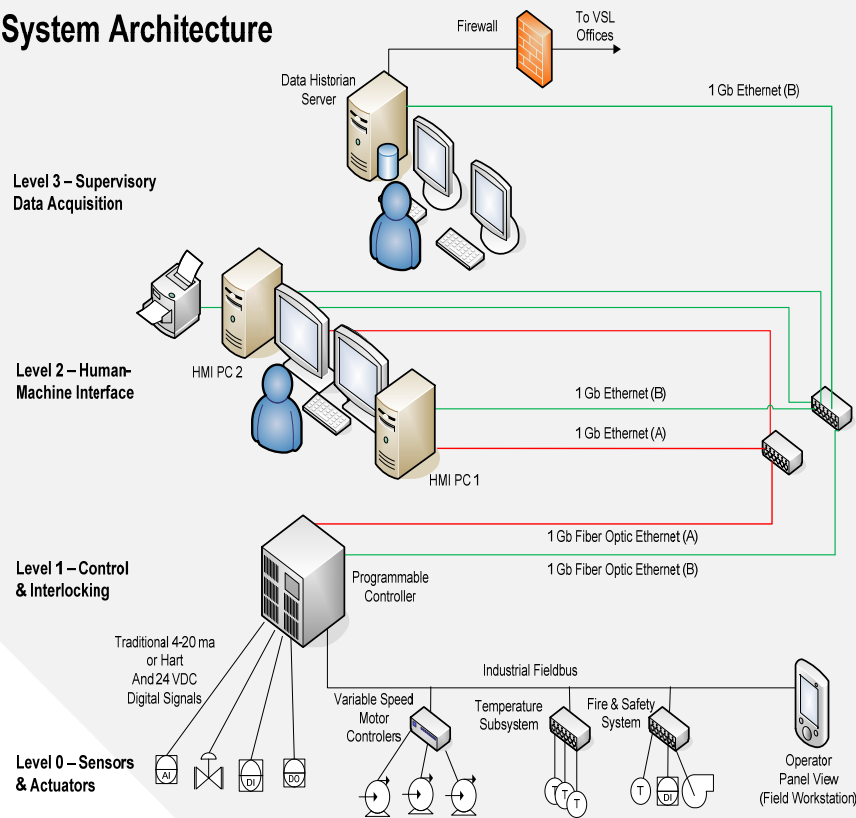 System Architecture
Firewall
To VSL
Offices
Data Historian
Server
1 Gb Ethernet (B)
Level 3 – Supervisory
Data Acquisition
Level 2 – Human-
Machine Interface
HMI PC 2
1 Gb Ethernet (B)
1 Gb Ethernet (A)
HMI PC 1
1 Gb Fiber Optic Ethernet (A)
1 Gb Fiber Optic Ethernet (B)
Level 1 – Control
& Interlocking
Programmable
Controller
Traditional 4-20 ma
or Hart
And 24 VDC
Digital Signals
Industrial Fieldbus
Variable Speed
Motor
Controlers
Temperature
Subsystem
Fire & Safety
System
Level 0 – Sensors
& Actuators
AI
DI
DO
T
T
T
T
DI
Operator
Panel View
(Field Workstation)